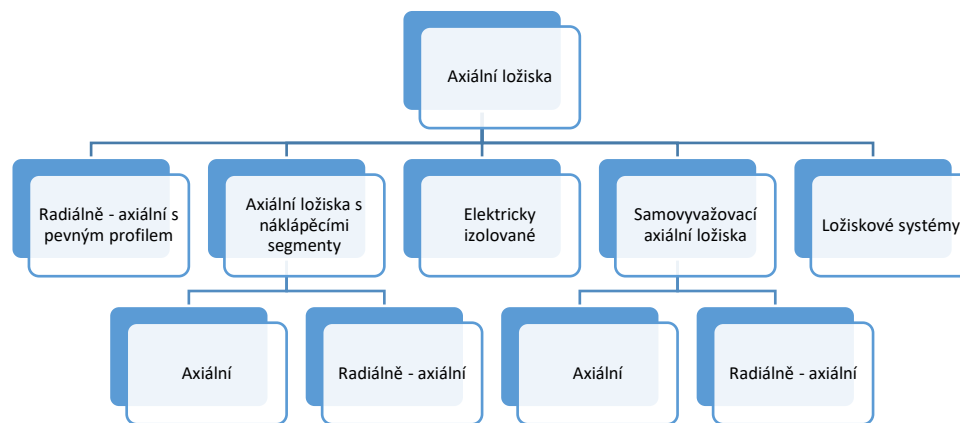 Axiální ložiska
Radiálně - axiální s
pevným profilem
Axiální ložiska s
náklápěcími
segmenty
Elektricky
izolované
Samovyvažovací
axiální ložiska
Ložiskové systémy
Axiální
Radiálně - axiální
Axiální
Radiálně - axiální